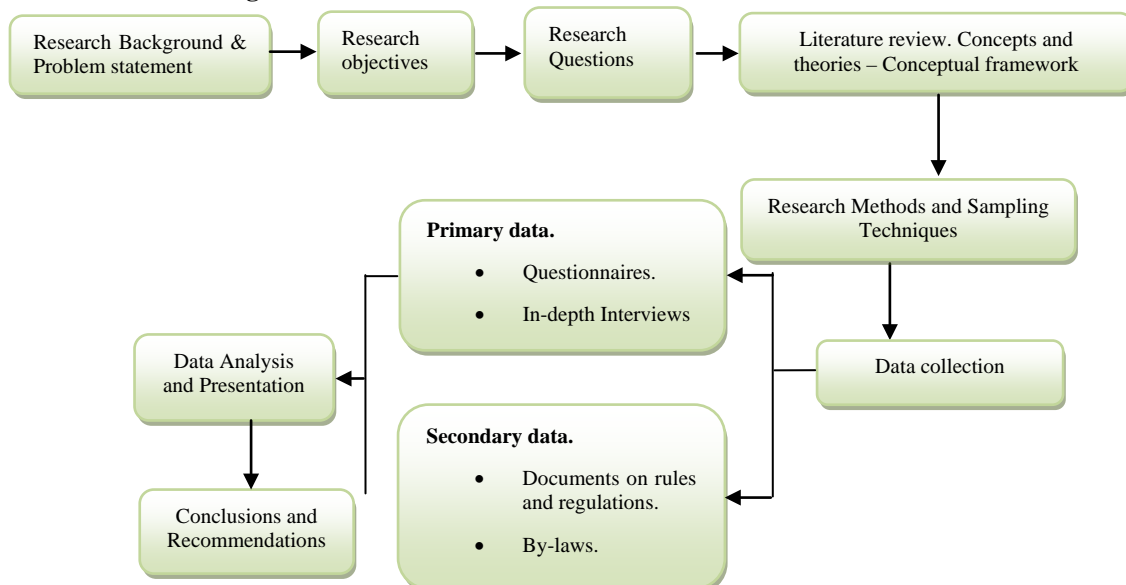 Research Background &
Problem statement
Research
objectives
Research
Questions
Literature review. Concepts and
theories – Conceptual framework
Research Methods and Sampling
Techniques
Data collection
Primary data.
• Questionnaires.
• In-depth Interviews
Secondary data.
• Documents on rules
and regulations.
• By-laws.
Data Analysis
and Presentation
Conclusions and
Recommendations